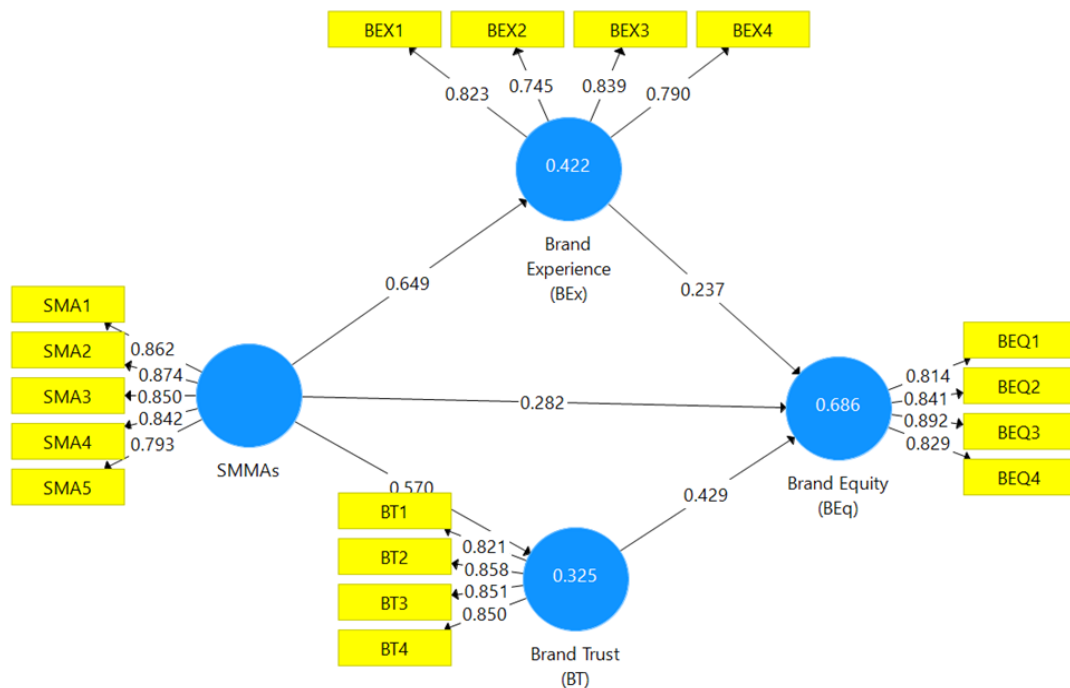 BEX1 BEX2 BEX3 BEX4
0.823 0.745 0.839 0.790
0.422
Brand
Experience
(BEx)
0.649
0.237
SMA1
SMA2
SMA3
SMA4
SMA5
0.862
0.874
0.850
0.842
0.793
SMMAs
0.282
0.570
0.429
BEQ1
BEQ2
BEQ3
BEQ4
0.814
0.841
0.892
0.829
0.686
Brand Equity
(BEq)
BT1
BT2
BT3
BT4
0.821
0.858
0.851
0.850
0.325
Brand Trust
(BT)